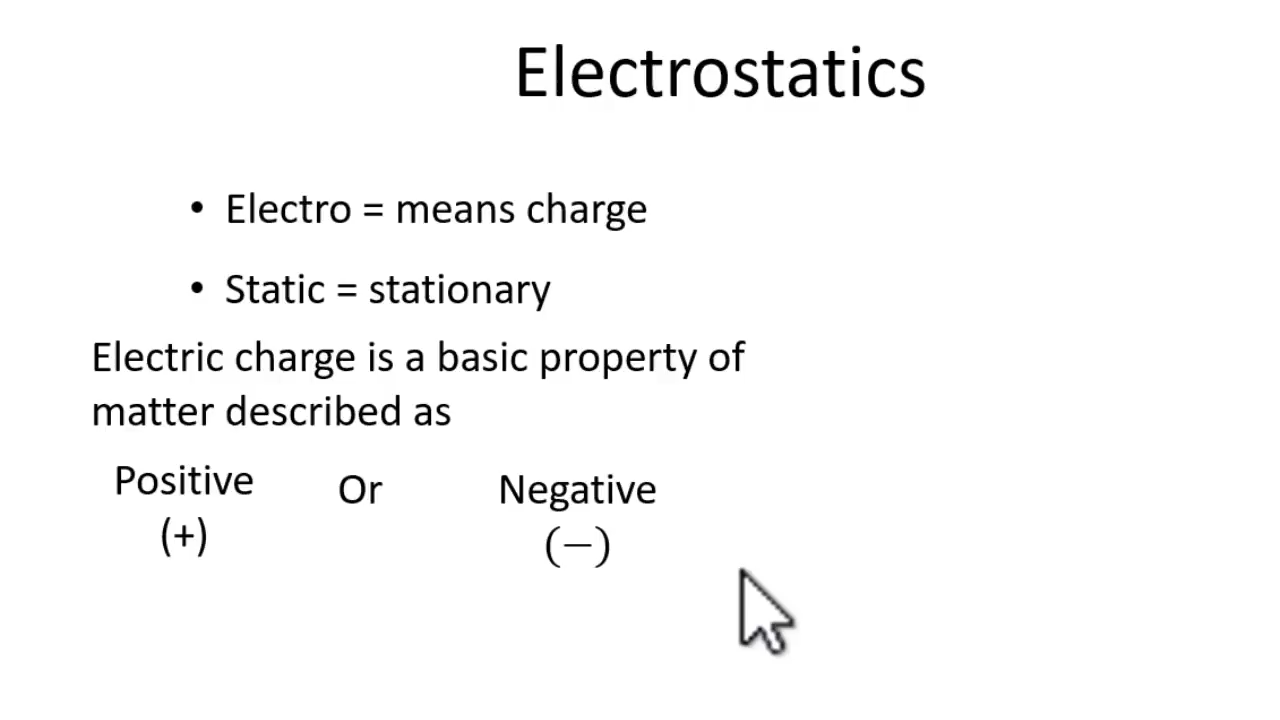 Electrostatics
• Electro = means charge
• Static = stationary
Electric charge is a basic property of
matter described as
Positive Or Negative
(+) (−)